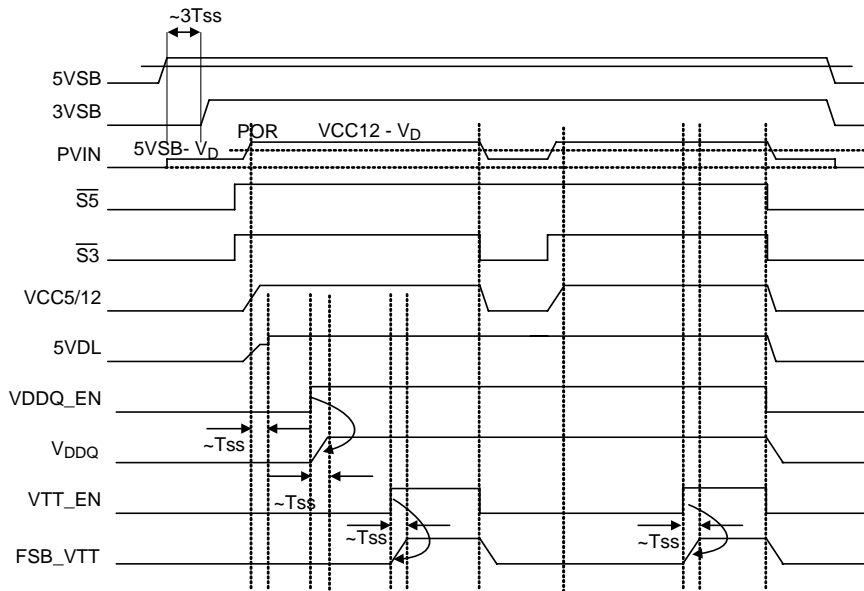 ~3Tss
5VSB
3VSB
POR
VCC12 - VD
PVIN
5VSB- VD
S5
S3
VCC5/12
5VDL
VDDQ_EN
~Tss
VDDQ
~Tss
VTT_EN
~Tss
~Tss
FSB_VTT